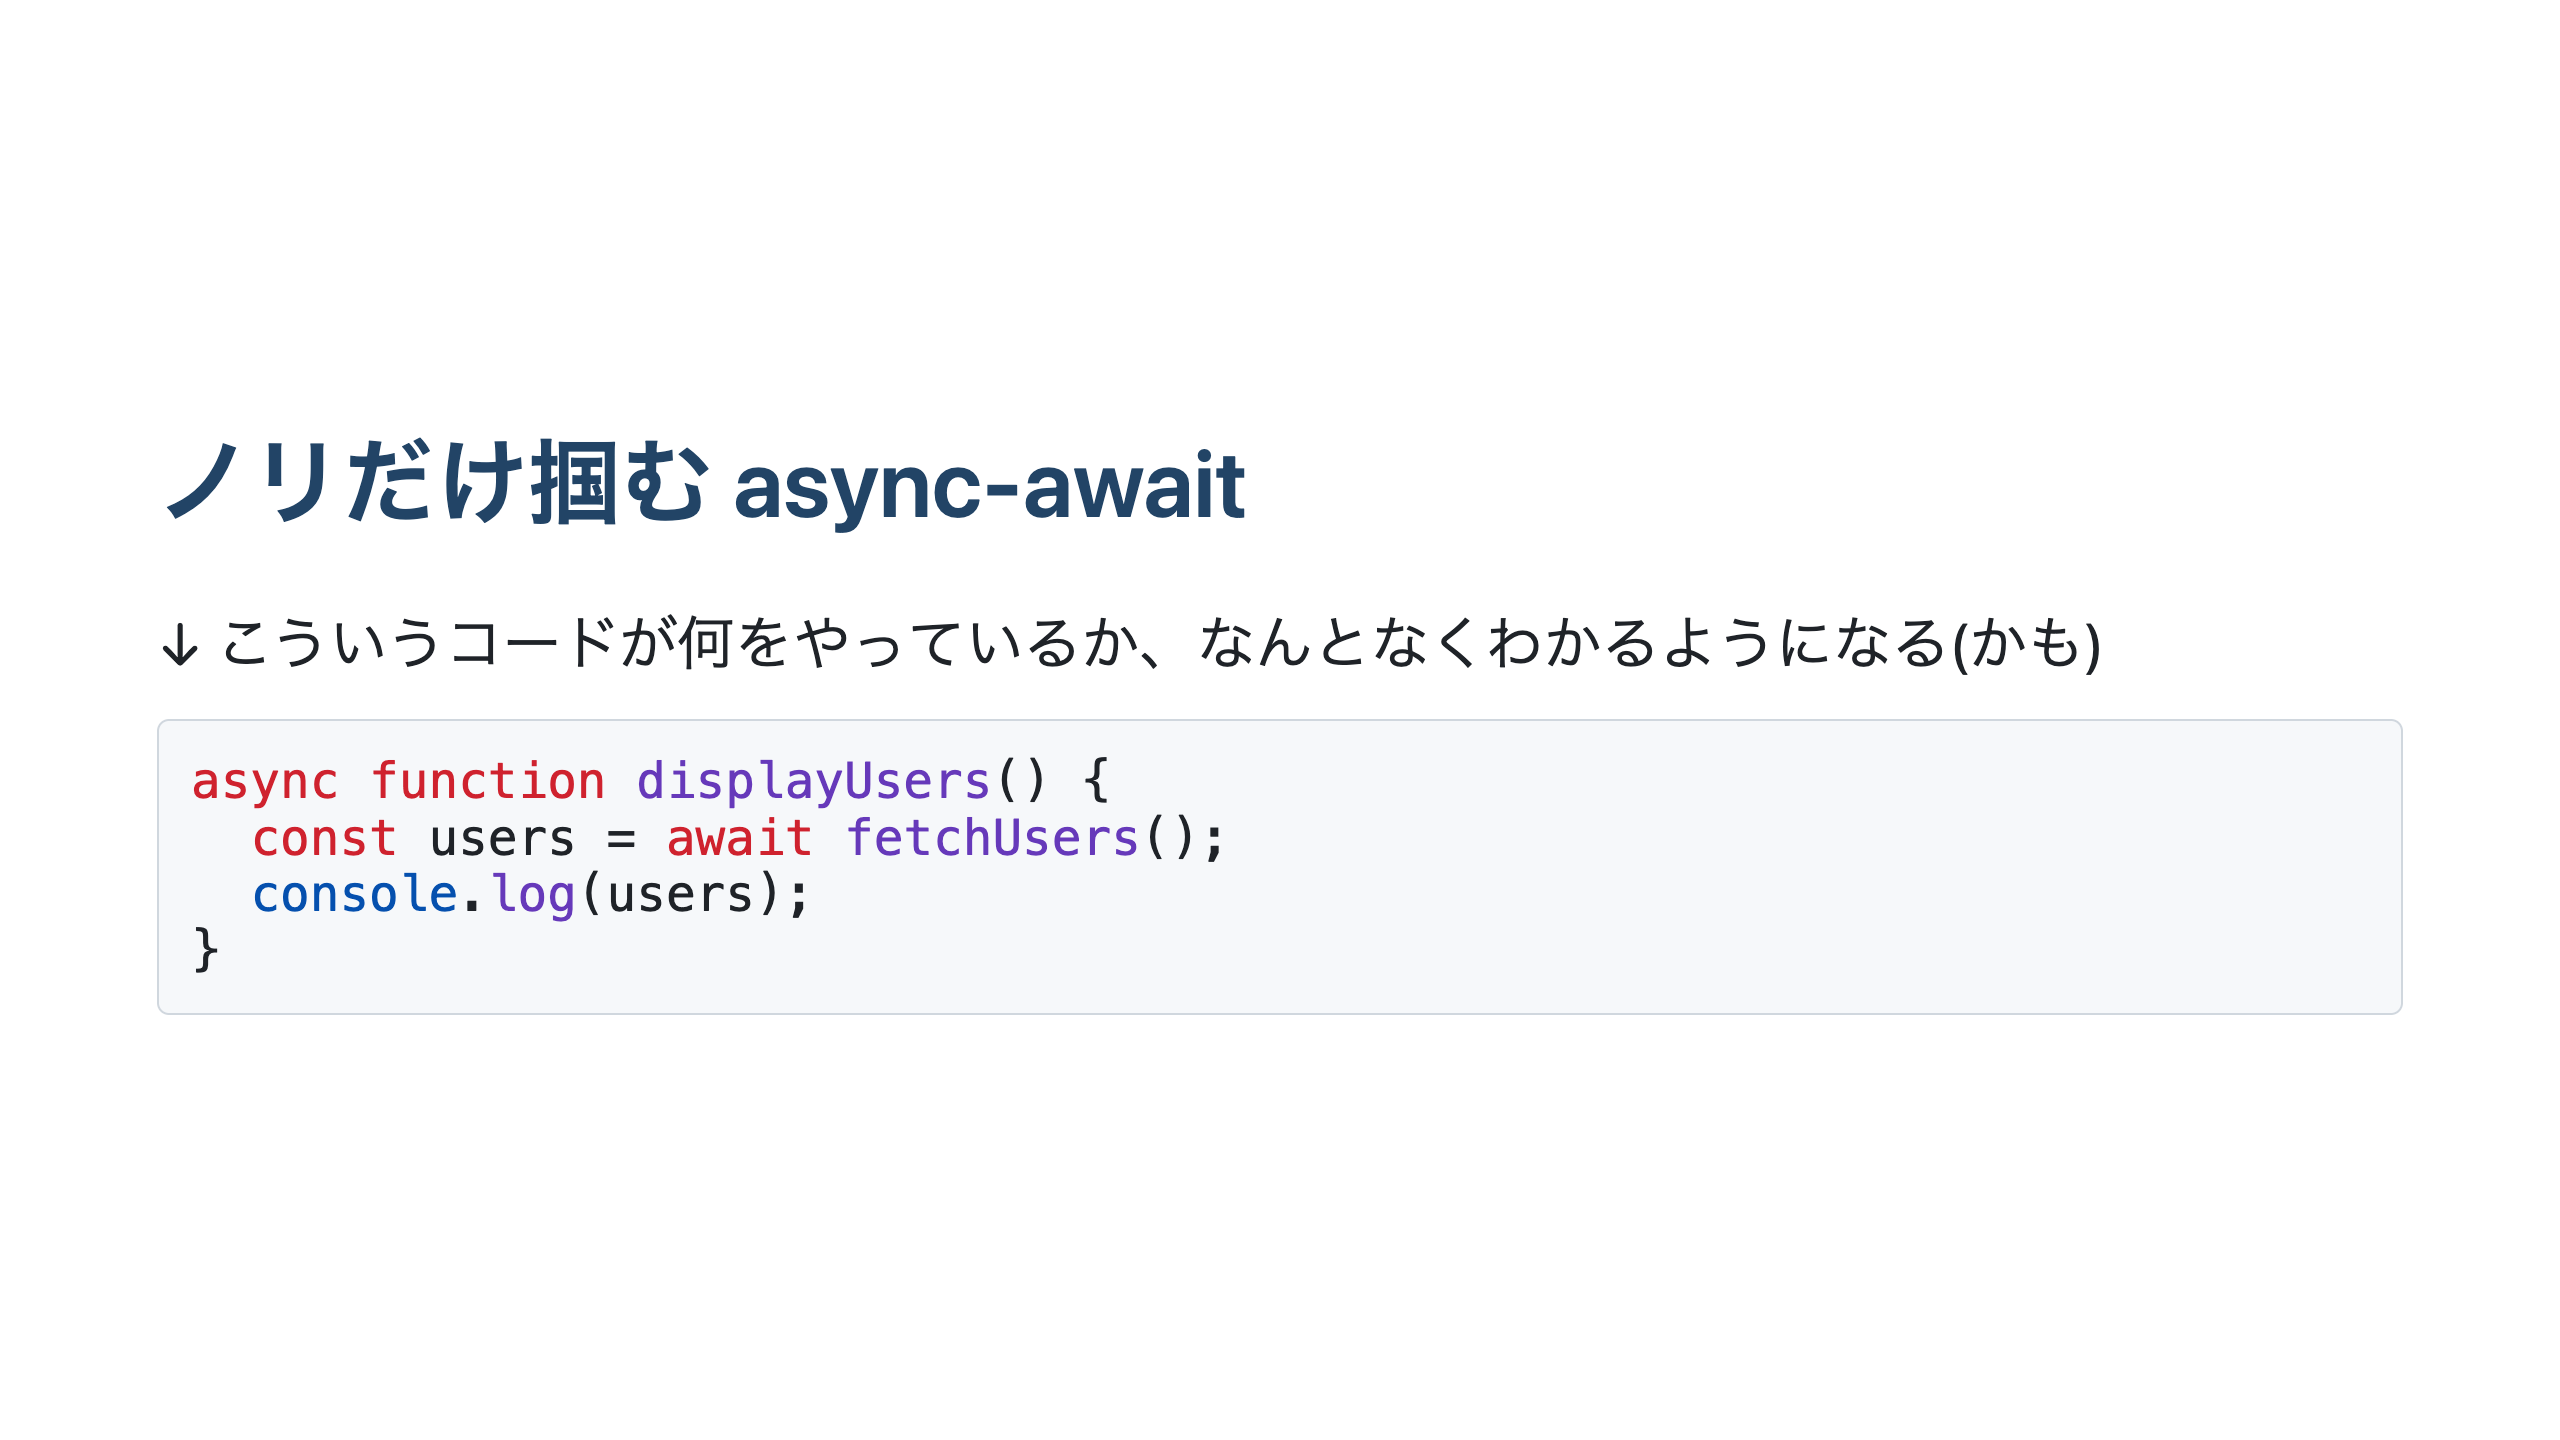 ノリだけ掴む async-await
↓ こういうコードが何をやっているか、なんとなくわかるようになる(かも)
async function displayUsers() {
  const users = await fetchUsers();
  console.log(users);
}